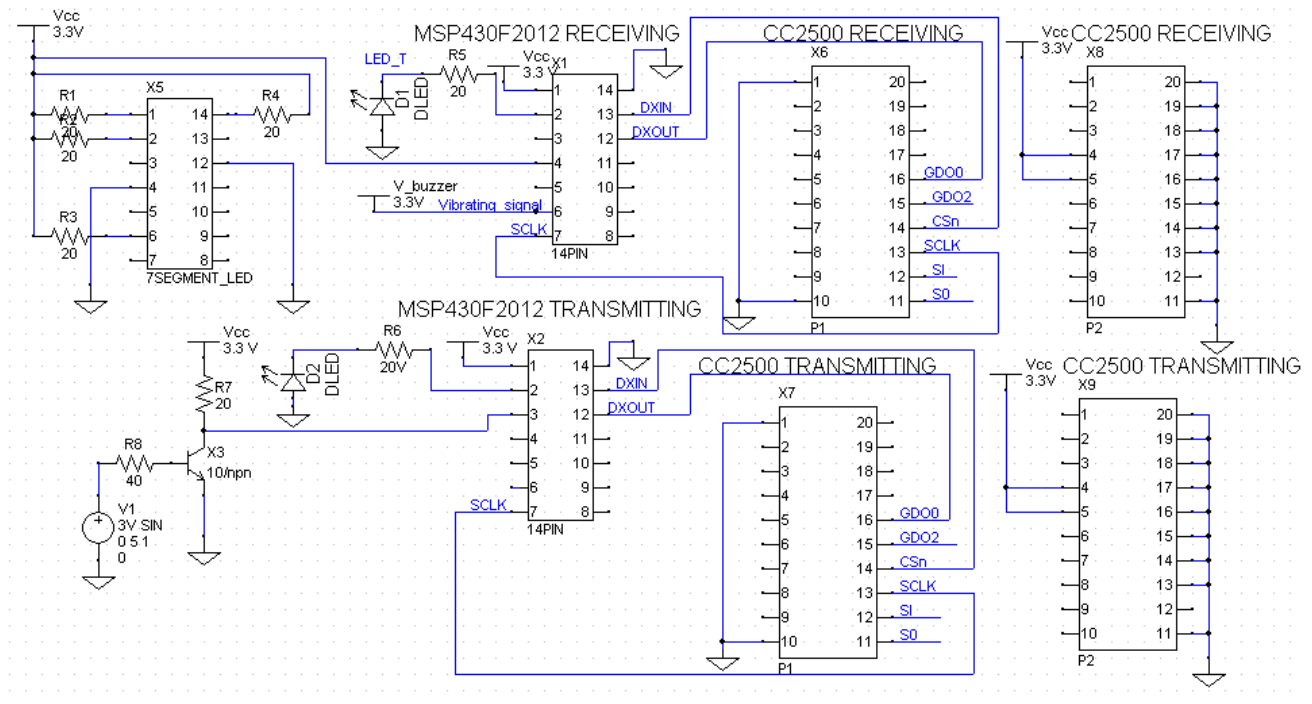 Vcc
3.3V
MSP430F2012 RECEIVING
CC2500 RECEIVING
Vcc
3.3V
CC2500 RECEIVING
LED_T
R5
20
Vcc
3.3 V
X1
X6
X8
D1
DLED
X5
R1
20
R2
20
R4
20
R3
20
1
2
3
4
5
6
7
14
13
12
11
10
9
8
7SEGMENT_LED
V_buzzer
3.3V
Vibrating_signal
SCLK
1
2
3
4
5
6
7
14
13
12
11
10
9
8
14PIN
DXIN
DXOUT
1
2
3
4
5
6
7
8
9
10
20
19
18
17
16
15
14
13
12
11
P1
GDO0
GDO2
CSn
SCLK
SI
S0
1
2
3
4
5
6
7
8
9
10
20
19
18
17
16
15
14
13
12
11
P2
MSP430F2012 TRANSMITTING
Vcc
3.3 V
R7
20
D2
DLED
R6
20V
Vcc
3.3 V
X2
R8
40
X3
10/npn
V1
3V SIN
0 5 1
0
SCLK
1
2
3
4
5
6
7
14
13
12
11
10
9
8
14PIN
DXIN
DXOUT
CC2500 TRANSMITTING
X7
1
2
3
4
5
6
7
8
9
10
20
19
18
17
16
15
14
13
12
11
P1
GDO0
GDO2
CSn
SCLK
SI
S0
Vcc
3.3V
CC2500 TRANSMITTING
X9
1
2
3
4
5
6
7
8
9
10
20
19
18
17
16
15
14
13
12
11
P2